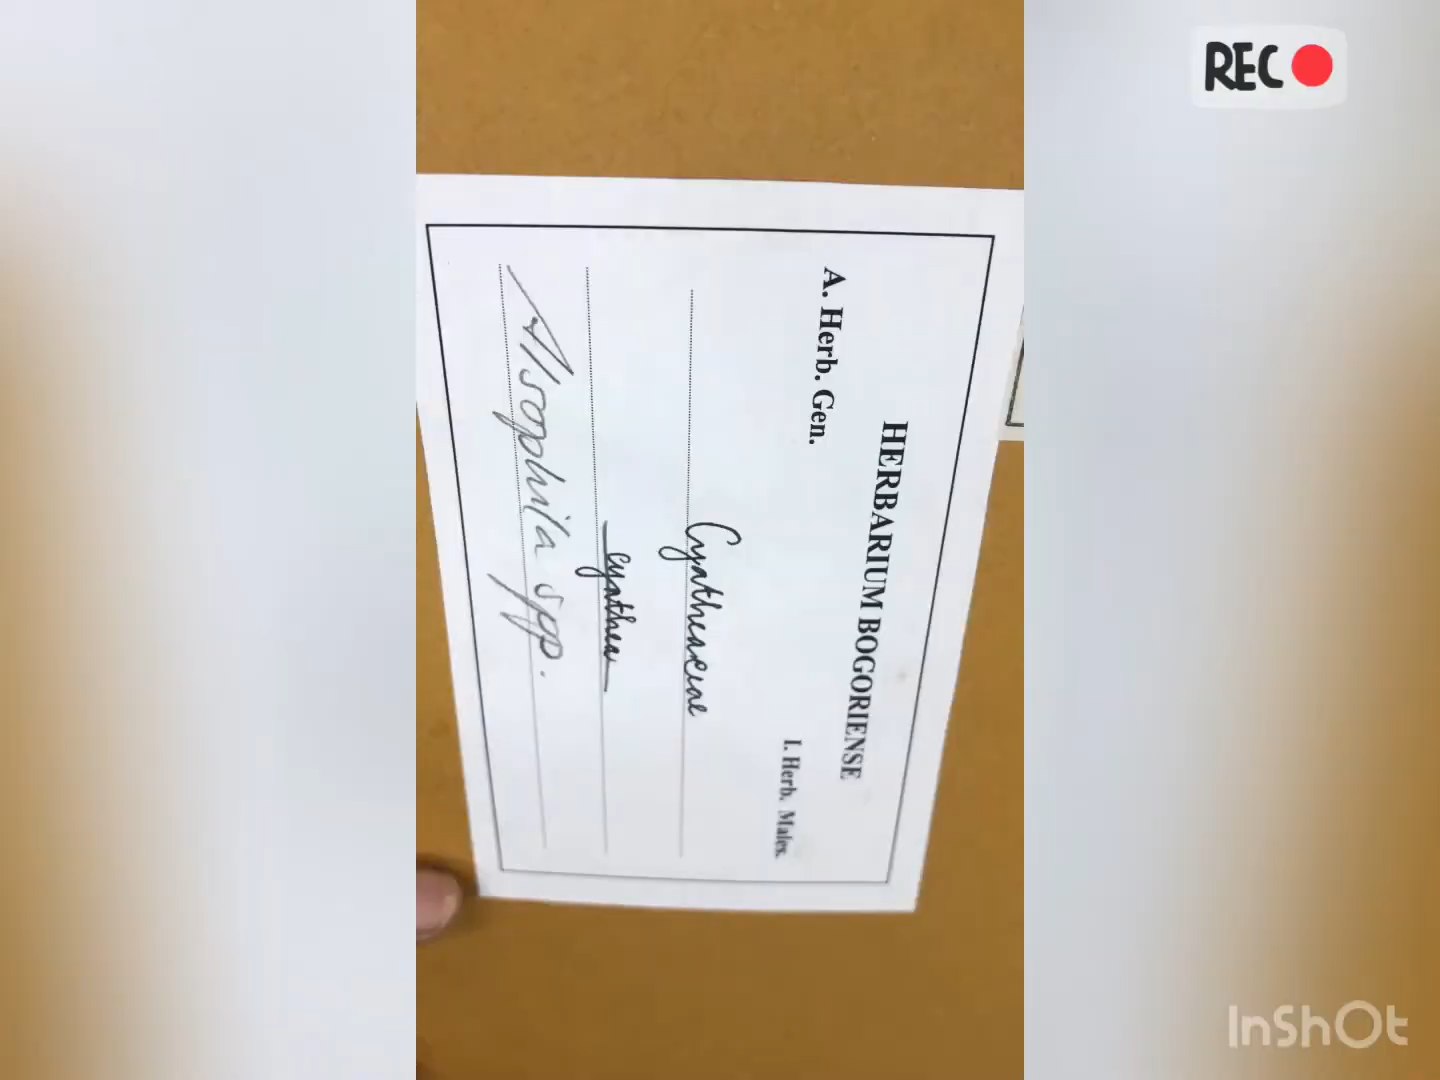 HERBARIUM BOGORIENSE
A. Herb. Gen.
I. Herb. Males.
Cyatheaceae
Cyathea
Alsophila spp.
REC
InShOt